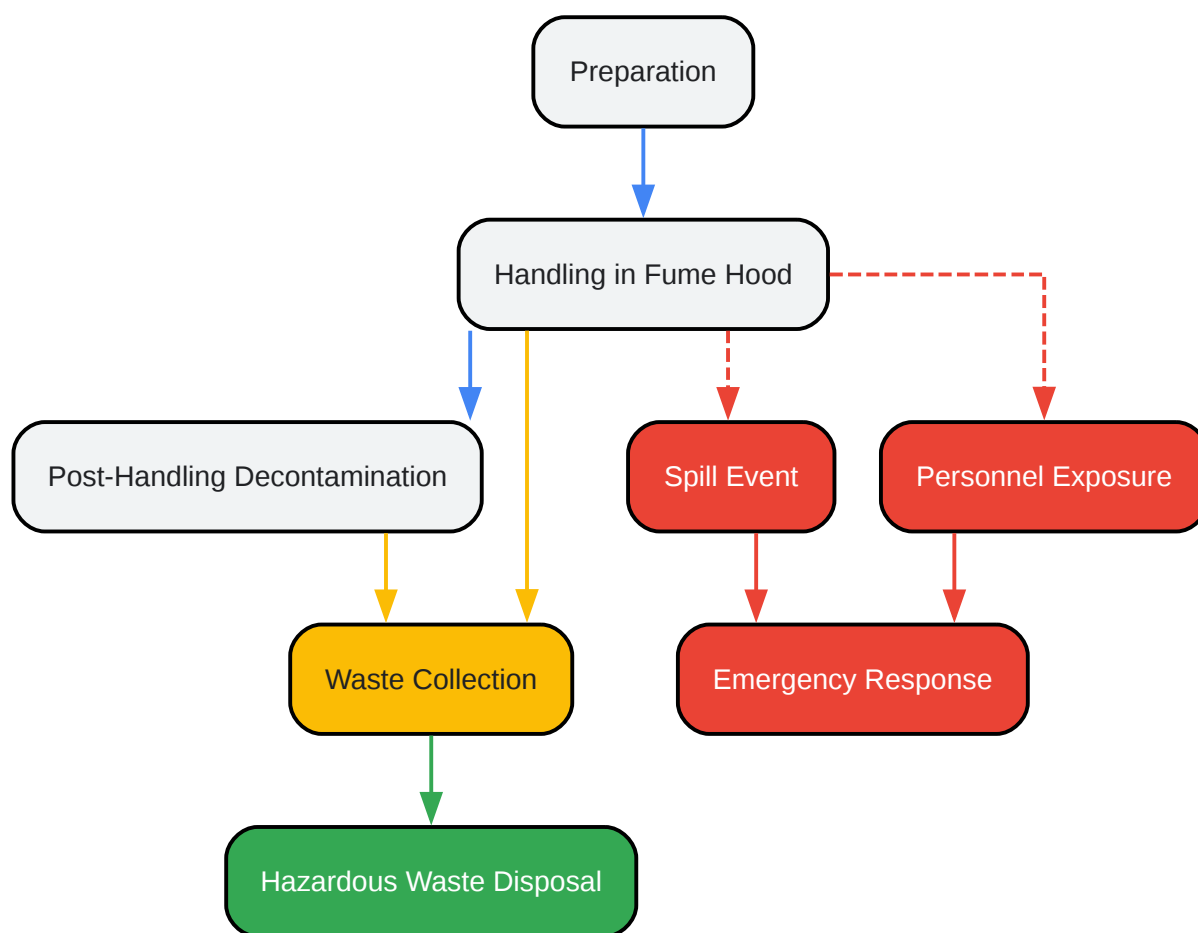 Preparation
Handling in Fume Hood
Post-Handling Decontamination
Spill Event
Personnel Exposure
Waste Collection
Emergency Response
Hazardous Waste Disposal